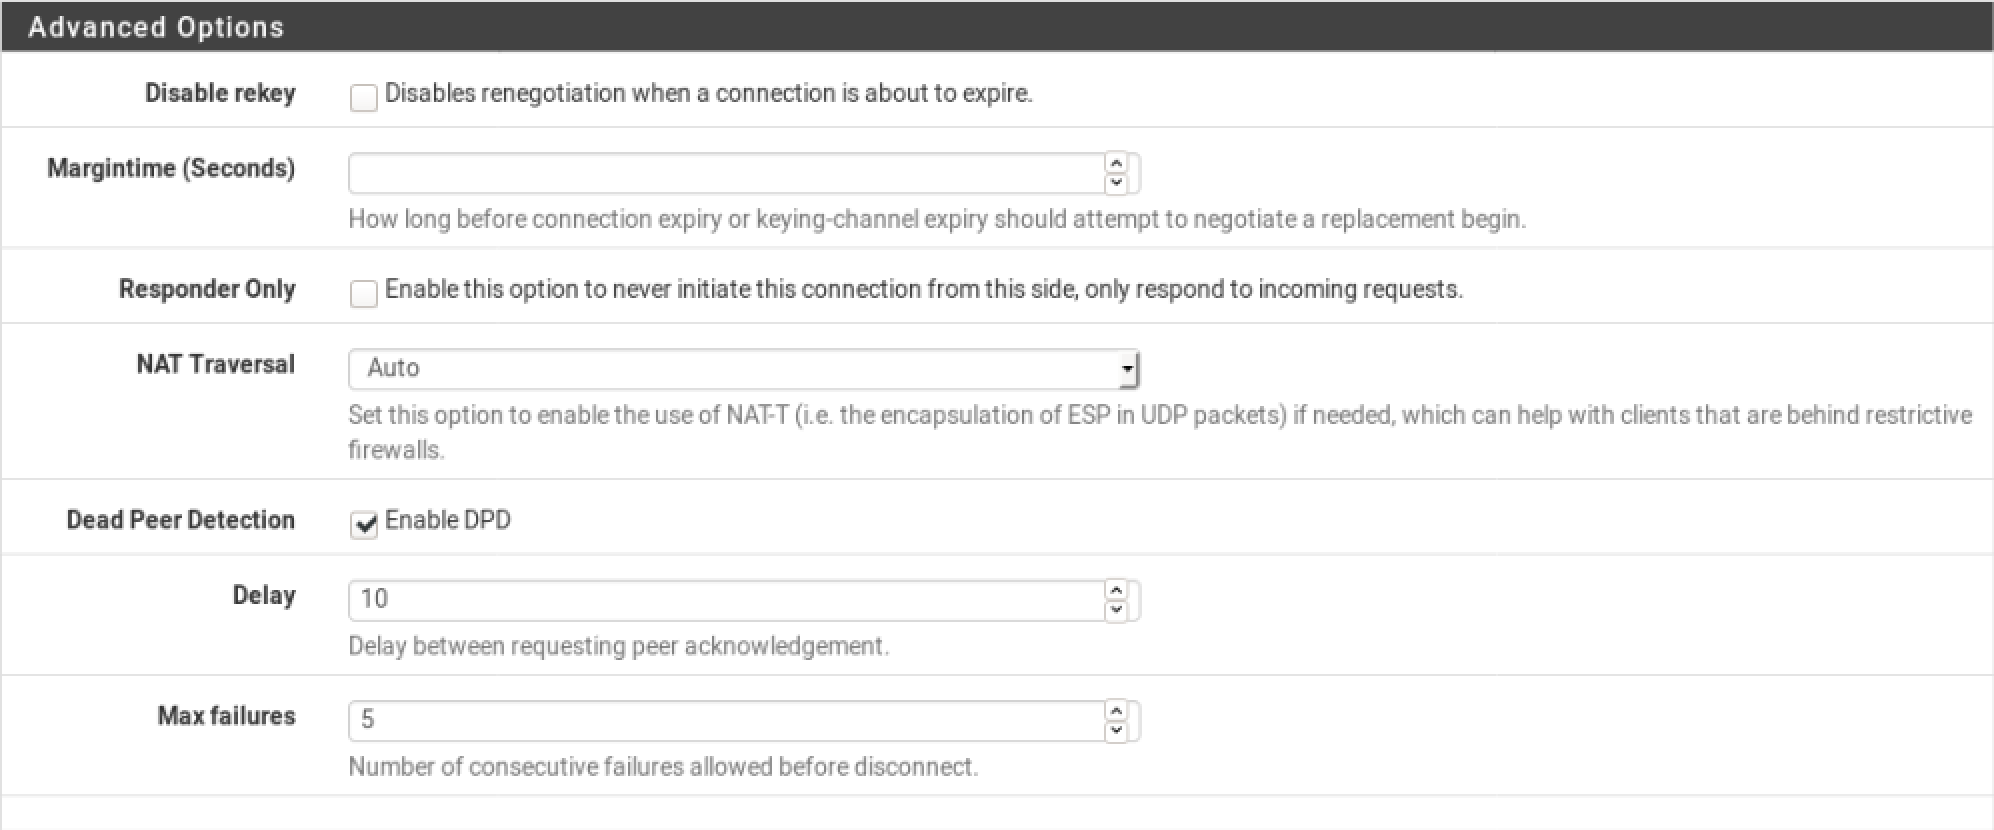 Advanced Options
Disable rekey Disables renegotiation when a connection is about to expire.
Margintime (Seconds)
How long before connection expiry or keying-channel expiry should attempt to negotiate a replacement begin.
Responder Only Enable this option to never initiate this connection from this side, only respond to incoming requests.
NAT Traversal Auto
Set this option to enable the use of NAT-T (i.e. the encapsulation of ESP in UDP packets) if needed, which can help with clients that are behind restrictive
firewalls.
Dead Peer Detection Enable DPD
Delay 10
Delay between requesting peer acknowledgement.
Max failures 5
Number of consecutive failures allowed before disconnect.